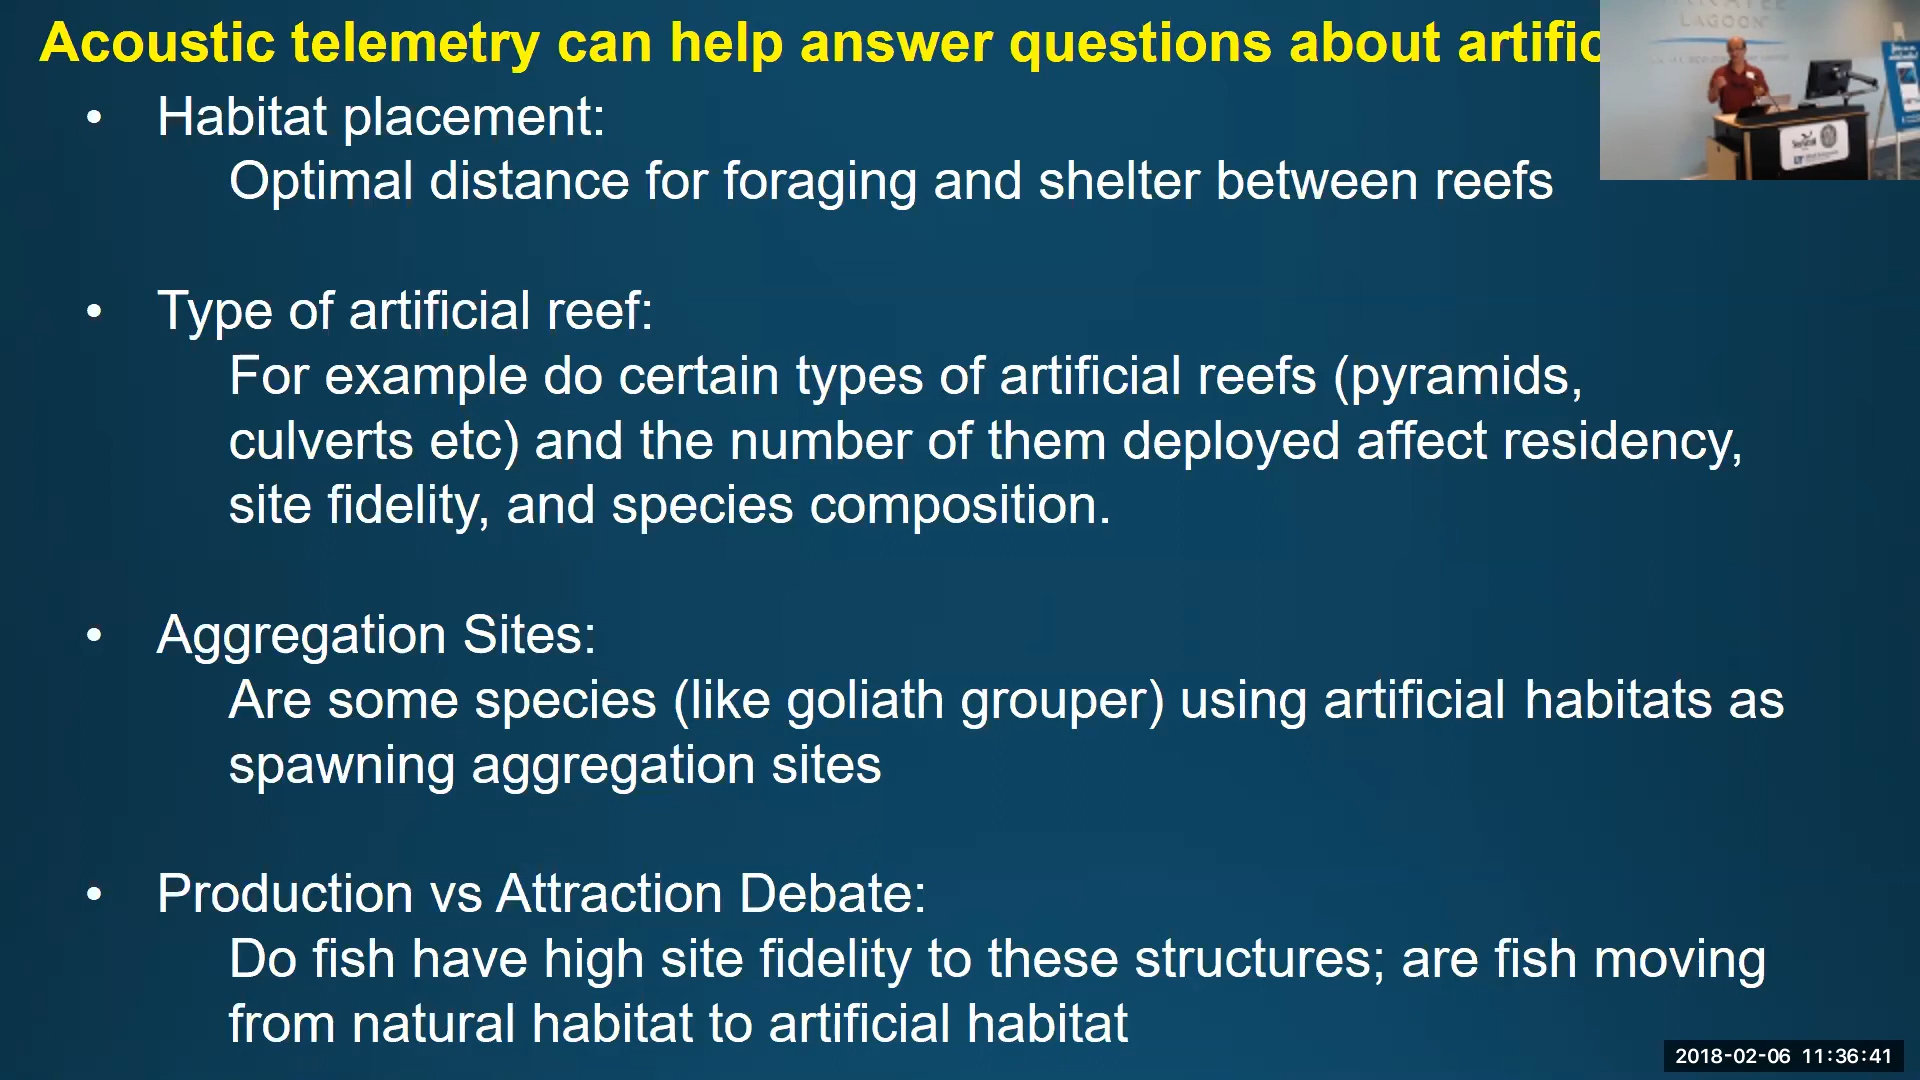 Acoustic telemetry can help answer questions about artific
LAGOON
• Habitat placement:
Optimal distance for foraging and shelter between reefs
• Type of artificial reef:
For example do certain types of artificial reefs (pyramids,
culverts etc) and the number of them deployed affect residency,
site fidelity, and species composition.
• Aggregation Sites:
Are some species (like goliath grouper) using artificial habitats as
spawning aggregation sites
• Production vs Attraction Debate:
Do fish have high site fidelity to these structures; are fish moving
from natural habitat to artificial habitat
2018-02-06 11:36:41